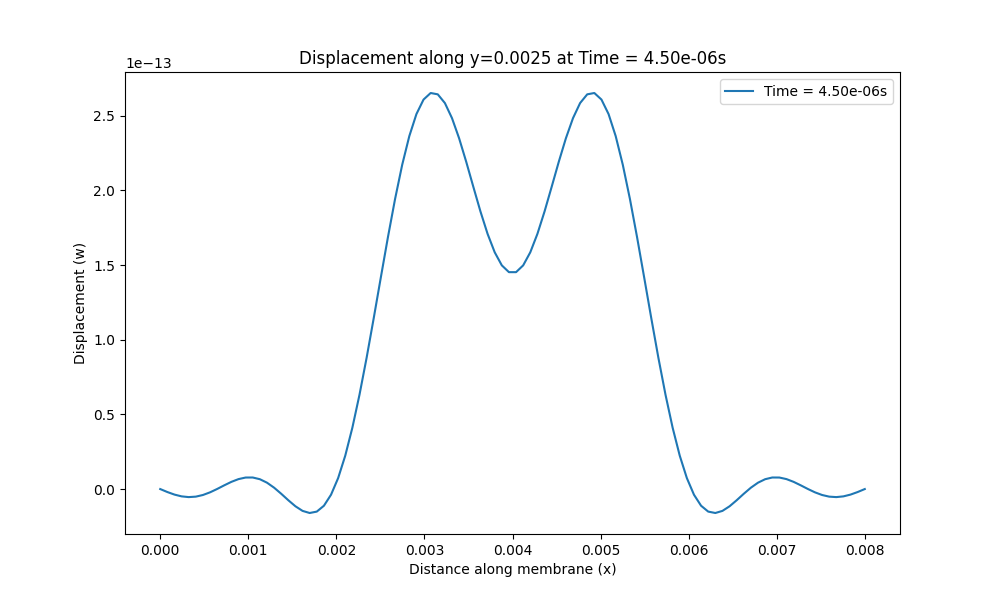 Displacement along y=0.0025 at Time = 4.50e-06s
1e−13
Time = 4.50e-06s
2.5
2.0
1.5
1.0
0.5
0.0
Displacement (w)
0.000 0.001 0.002 0.003 0.004 0.005 0.006 0.007 0.008
Distance along membrane (x)